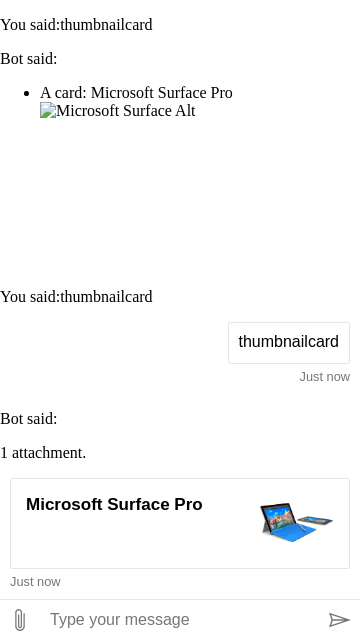 You said:thumbnailcard
Bot said:
A card: Microsoft Surface Pro
Microsoft Surface Alt
You said:thumbnailcard
thumbnailcard
Just now
Bot said:
1 attachment.
Microsoft Surface Pro
Just now
Type your message